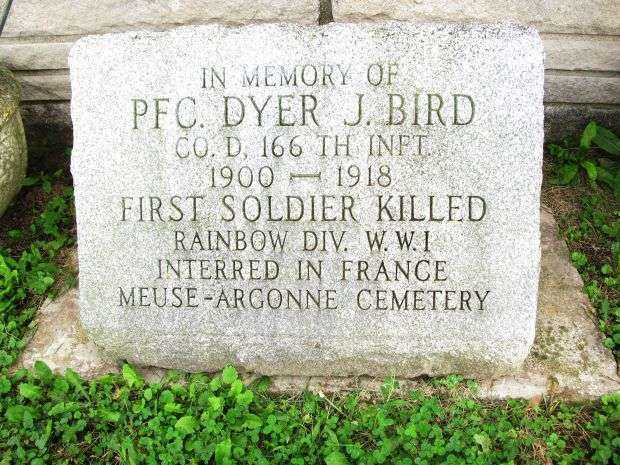 IN MEMORY OF
PFC. DYER J. BIRD
CO. D, 166 TH INFT.
1900 — 1918
FIRST SOLDIER KILLED
RAINBOW DIV. W.W.I
INTERRED IN FRANCE
MEUSE-ARGONNE CEMETERY